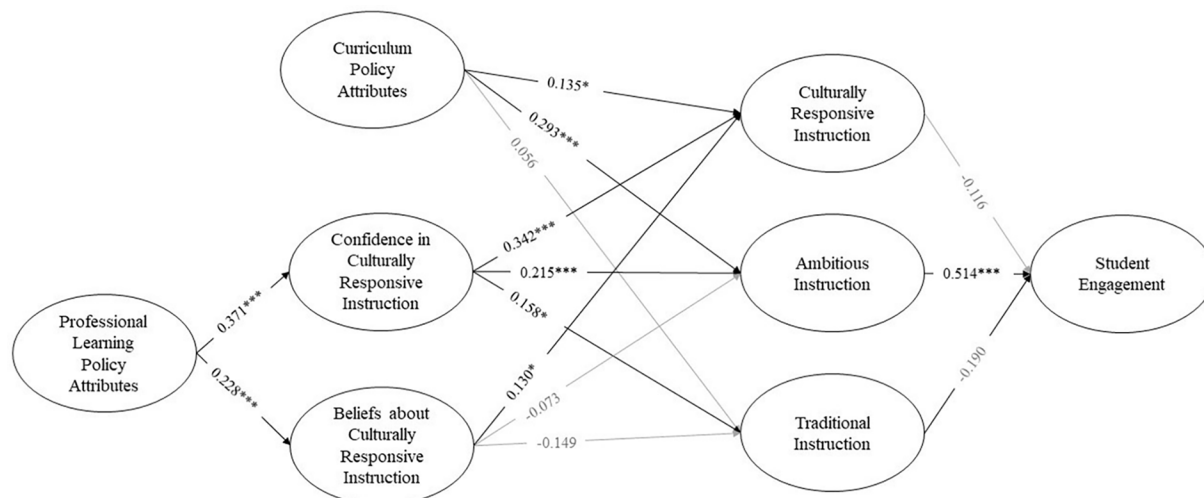 Curriculum
Policy
Attributes
Culturally
Responsive
Instruction
0.135*
0.293***
0.056
-0.116
Confidence in
Culturally
Responsive
Instruction
0.342***
0.215***
0.158*
Ambitious
Instruction
0.514***
Student
Engagement
Professional
Learning
Policy
Attributes
0.371***
0.228***
Beliefs about
Culturally
Responsive
Instruction
0.130*
-0.073
-0.149
Traditional
Instruction
-0.190